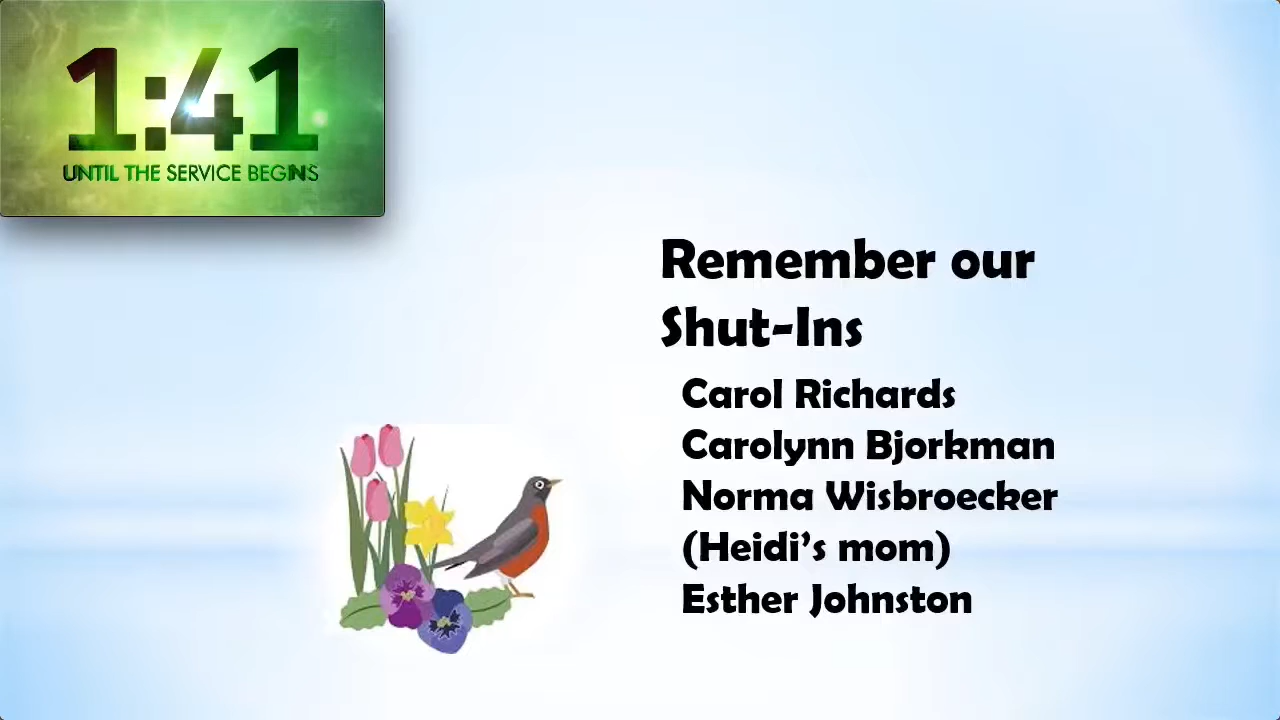 1:41
UNTIL THE SERVICE BEGINS
Remember our
Shut-Ins
Carol Richards
Carolynn Bjorkman
Norma Wisbroecker
(Heidi’s mom)
Esther Johnston